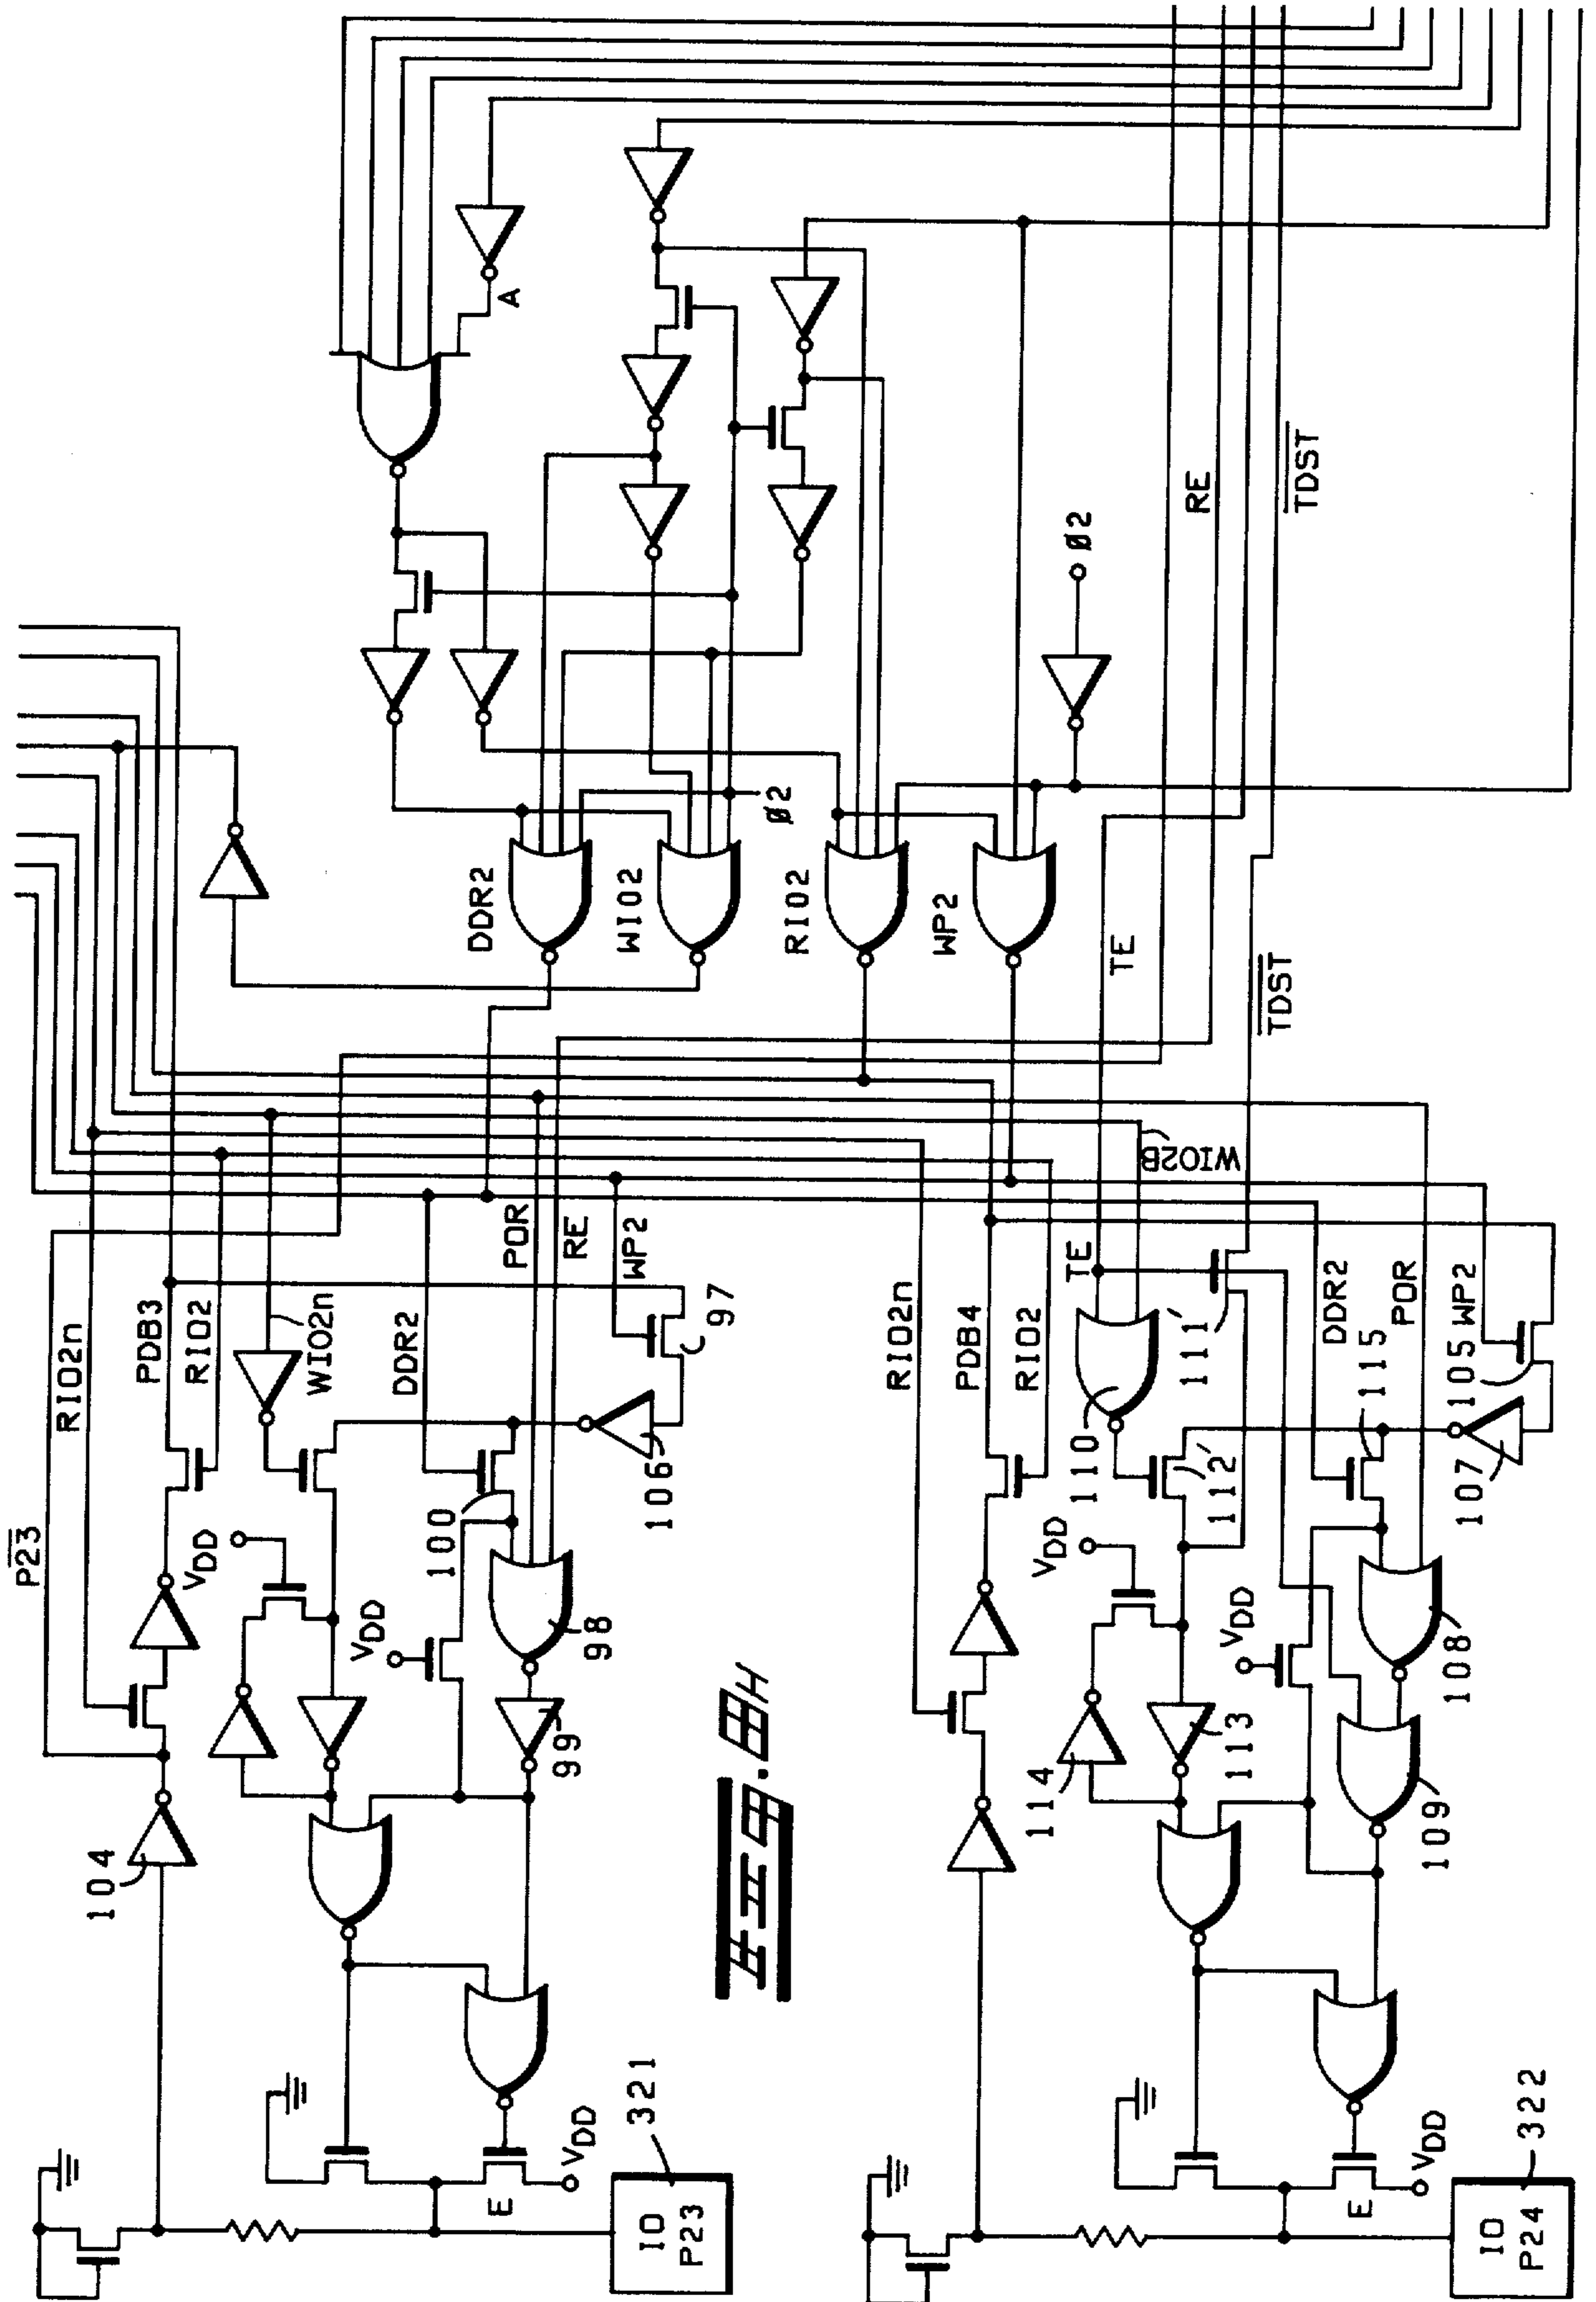 A
RE
TDST
Ø2
Ø2
DDR2
WIO2
RIO2
WP2
TE
TDST
WIO2B
P23
RIO2n
PDB3
RIO2
WIO2n
DDR2
POR
RE
WP2
97
RIO2n
PDB4
RIO2
TE
111'
DDR2
POR
WP2
105
115
110
112'
107
100
106
VDD
VDD
98
99
104
VDD
VDD
108
109
113
114
Fig. 8H
E
VDD
321
IO
P23
E
VDD
322
IO
P24